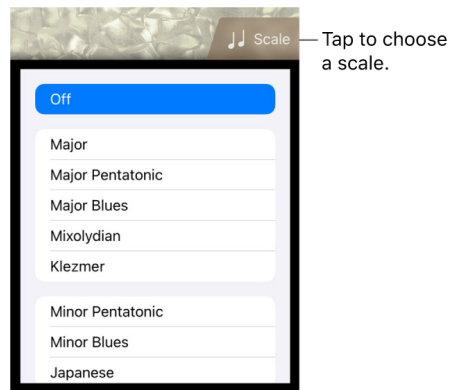 Scale
Tap to choose
a scale.
Off
Major
Major Pentatonic
Major Blues
Mixolydian
Klezmer
Minor Pentatonic
Minor Blues
Japanese